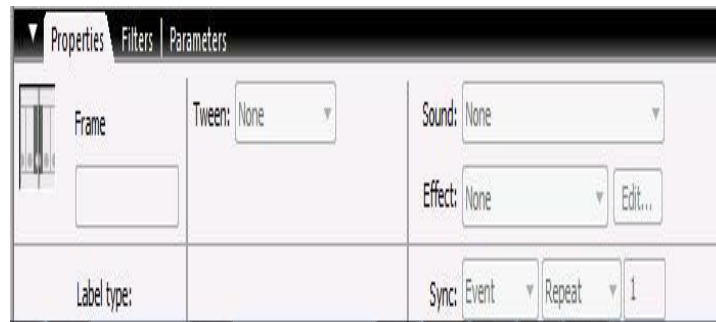 Properties Filters | Parameters
Frame
Tween: None
Sound: None
Effect: None Edit...
Label type:
Sync: Event Repeat 1